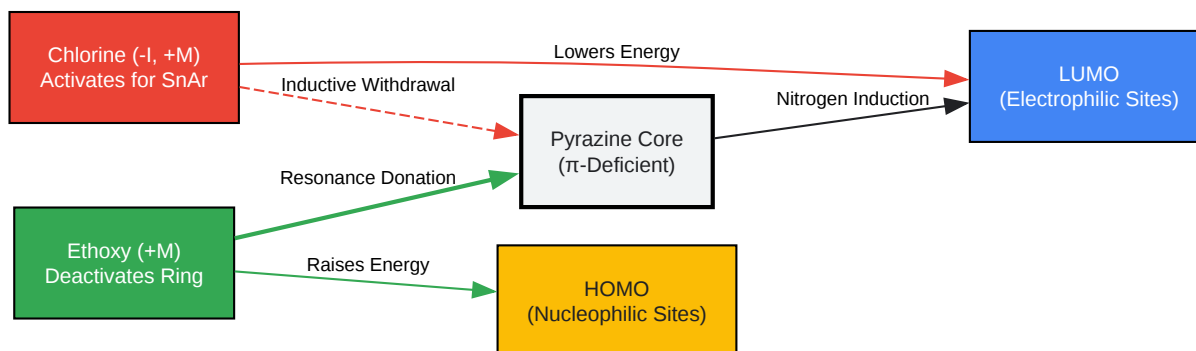 Chlorine (-I, +M)
Activates for SnAr
Lowers Energy
LUMO
(Electrophilic Sites)
Inductive Withdrawal
Nitrogen Induction
Pyrazine Core
(π-Deficient)
Resonance Donation
Ethoxy (+M)
Deactivates Ring
Raises Energy
HOMO
(Nucleophilic Sites)